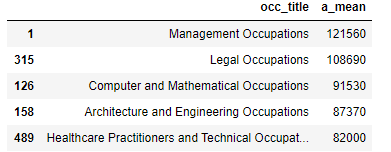 occ_title a_mean
1 Management Occupations 121560
315 Legal Occupations 108690
126 Computer and Mathematical Occupations 91530
158 Architecture and Engineering Occupations 87370
489 Healthcare Practitioners and Technical Occupat... 82000